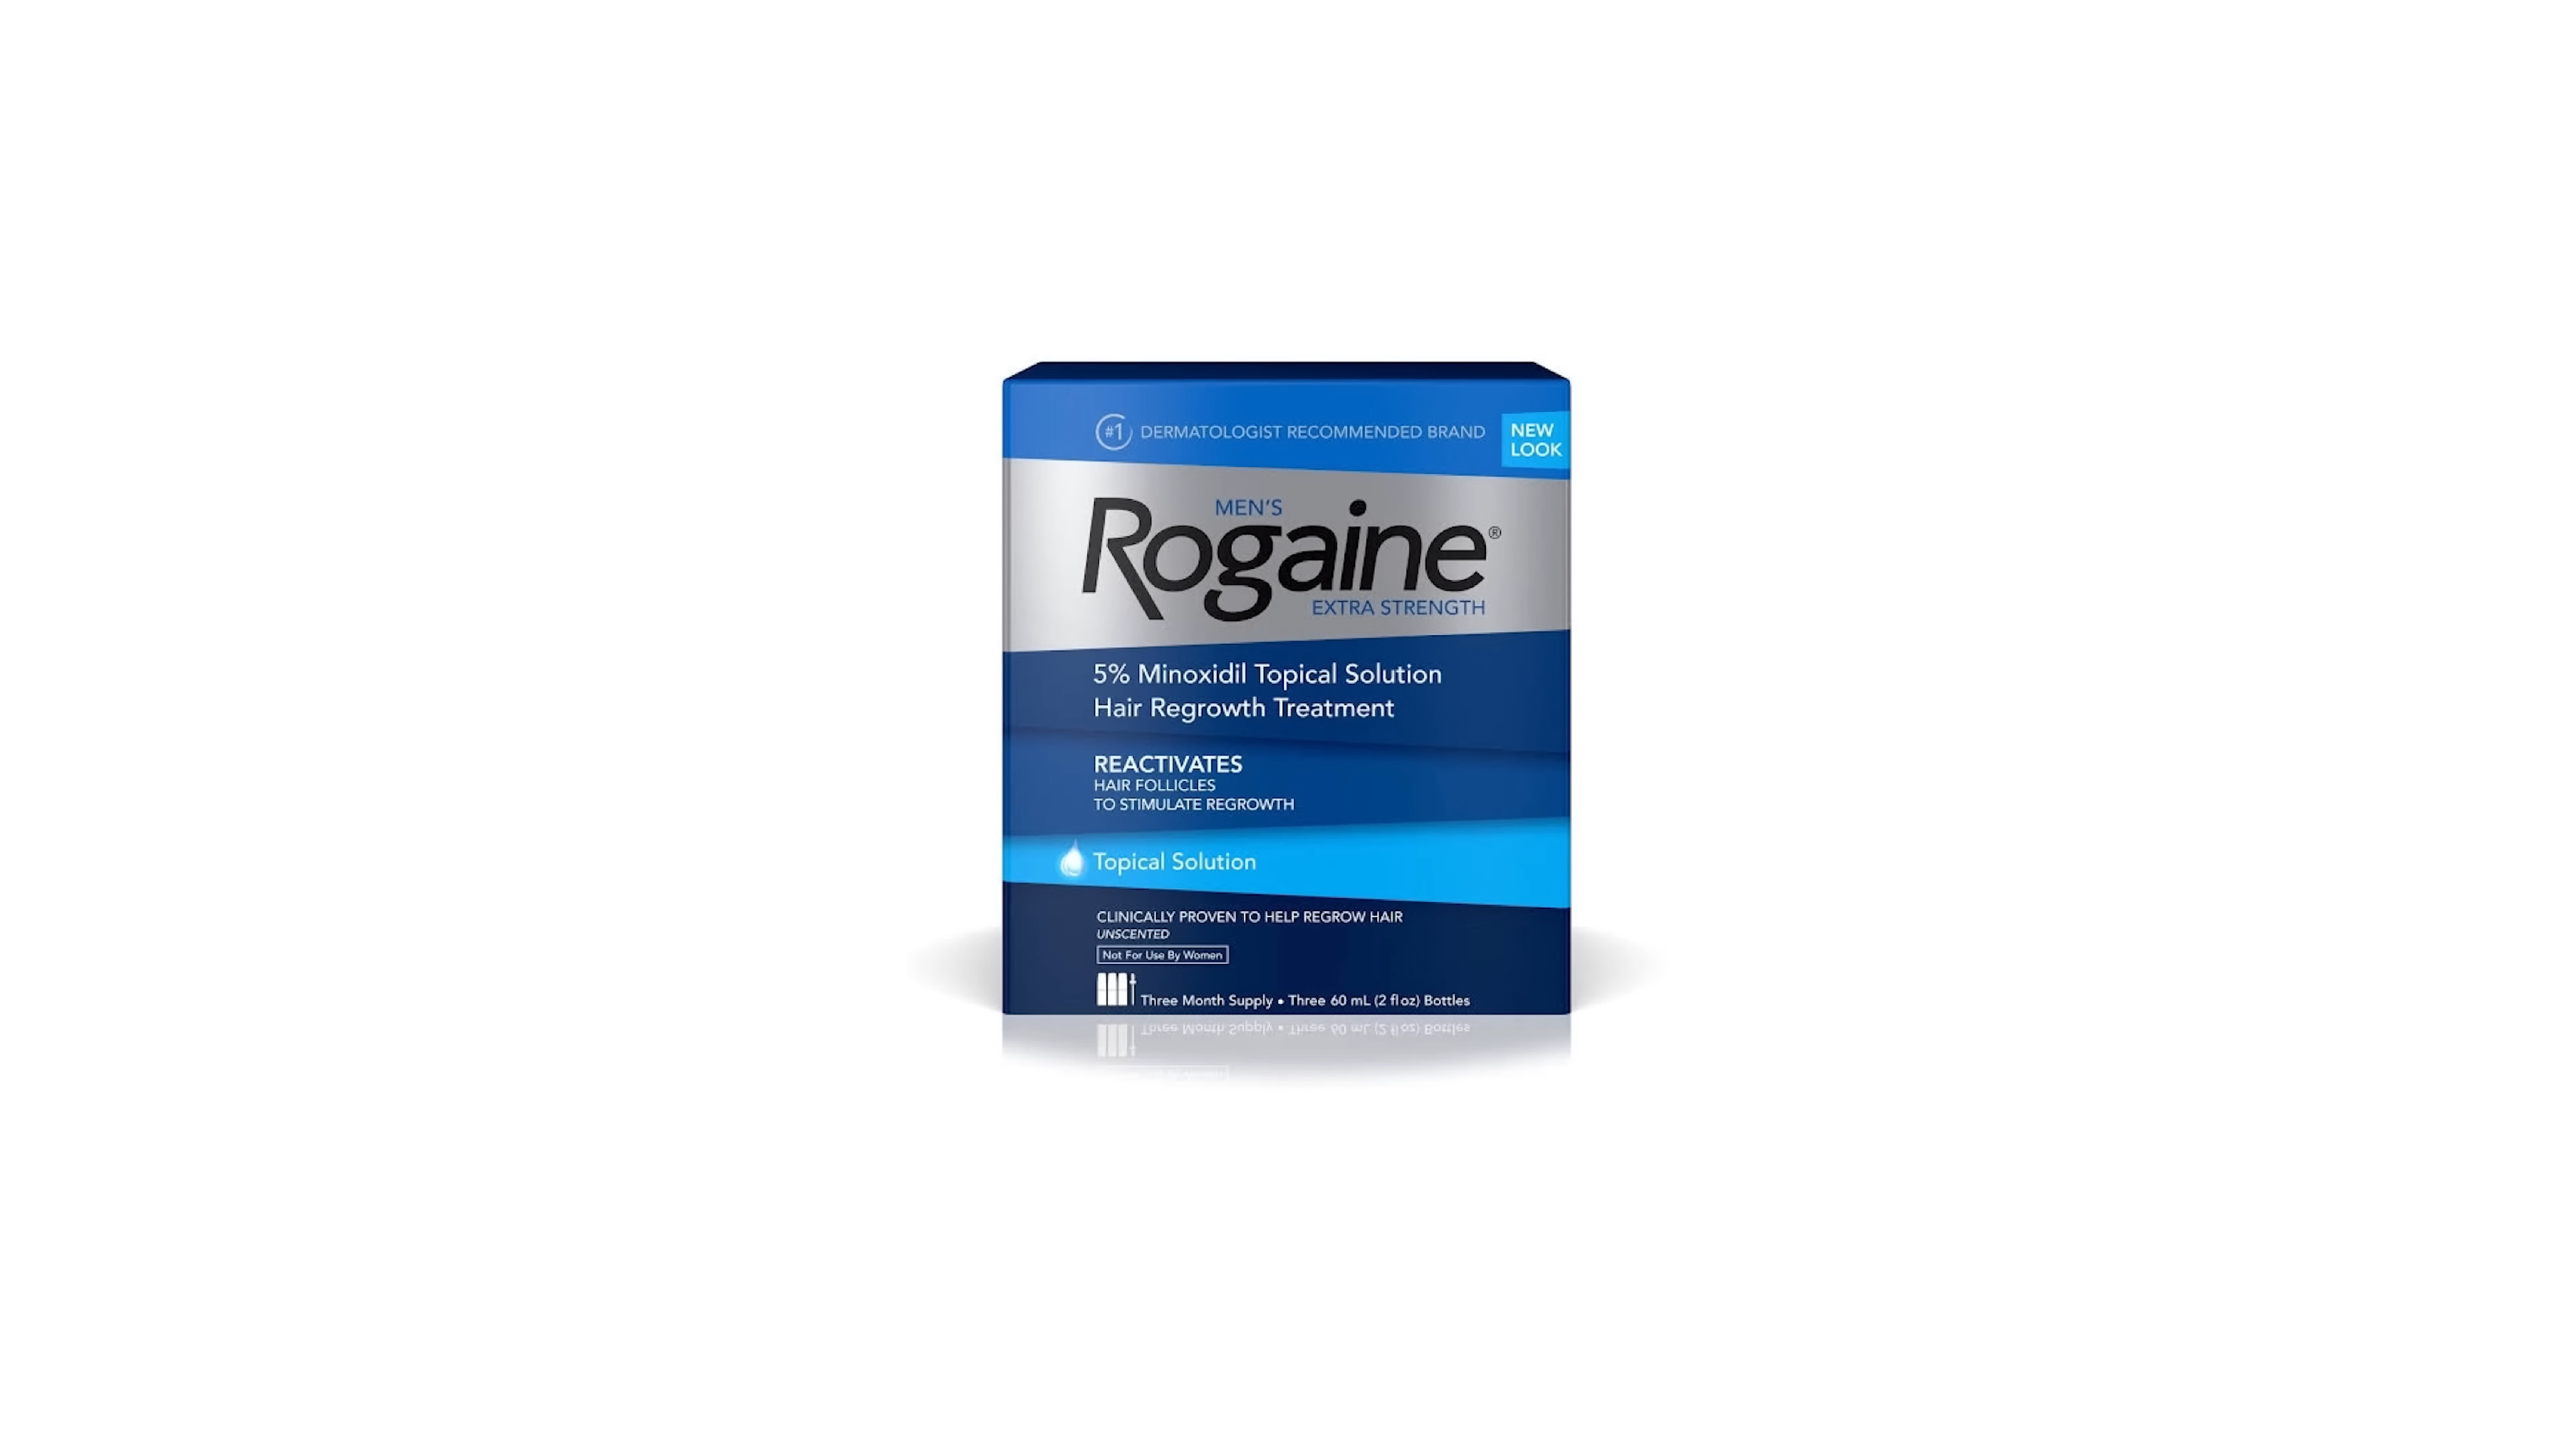 #1 DERMATOLOGIST RECOMMENDED BRAND
NEW
LOOK
MEN'S
Rogaine®
EXTRA STRENGTH
5% Minoxidil Topical Solution
Hair Regrowth Treatment
REACTIVATES
HAIR FOLLICLES
TO STIMULATE REGROWTH
Topical Solution
CLINICALLY PROVEN TO HELP REGROW HAIR
UNSCENTED
Not For Use By Women
Three Month Supply • Three 60 mL (2 fl oz) Bottles